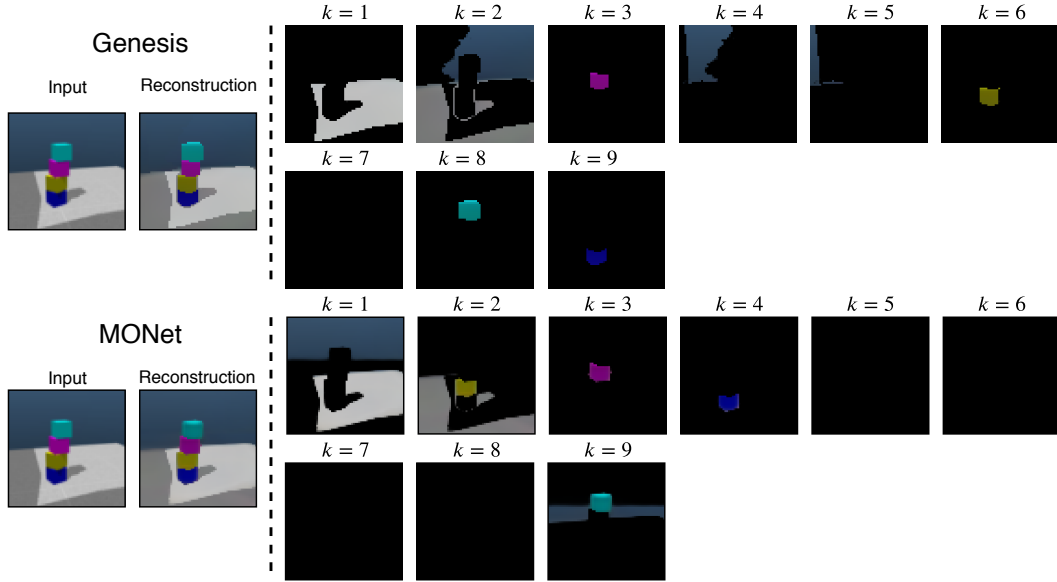 Genesis
Input Reconstruction
k = 1 k = 2 k = 3 k = 4 k = 5 k = 6
k = 7 k = 8 k = 9
MONet
Input Reconstruction
k = 1 k = 2 k = 3 k = 4 k = 5 k = 6
k = 7 k = 8 k = 9